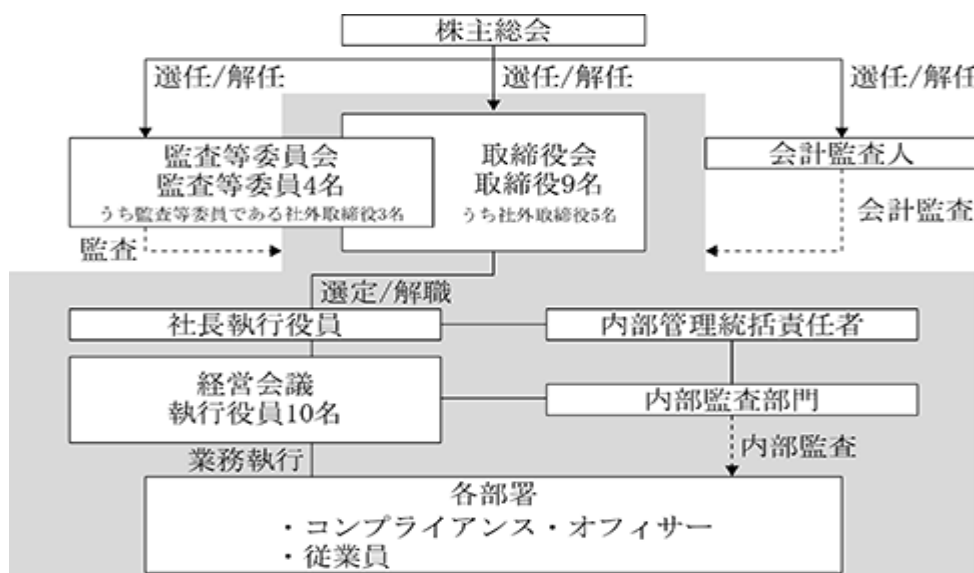 株主総会
選任/解任
選任/解任
選任/解任
監査等委員会
監査等委員4名
うち監査等委員である社外取締役3名
取締役会
取締役9名
うち社外取締役5名
会計監査人
監査
会計監査
選定/解職
社長執行役員
内部管理統括責任者
経営会議
執行役員10名
内部監査部門
業務執行
内部監査
各部署
・コンプライアンス・オフィサー
・従業員